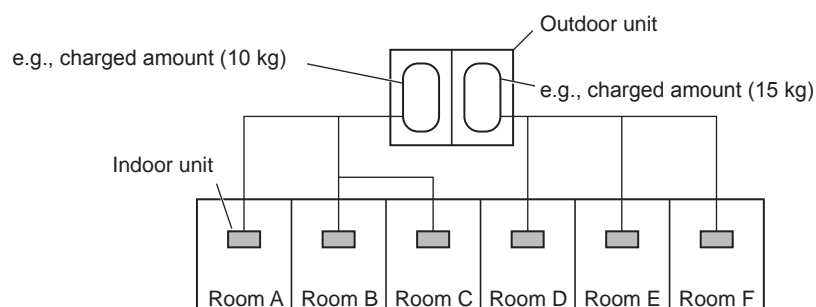 Outdoor unit
e.g., charged amount (10 kg)
e.g., charged amount (15 kg)
Indoor unit
Room A Room B Room C Room D Room E Room F